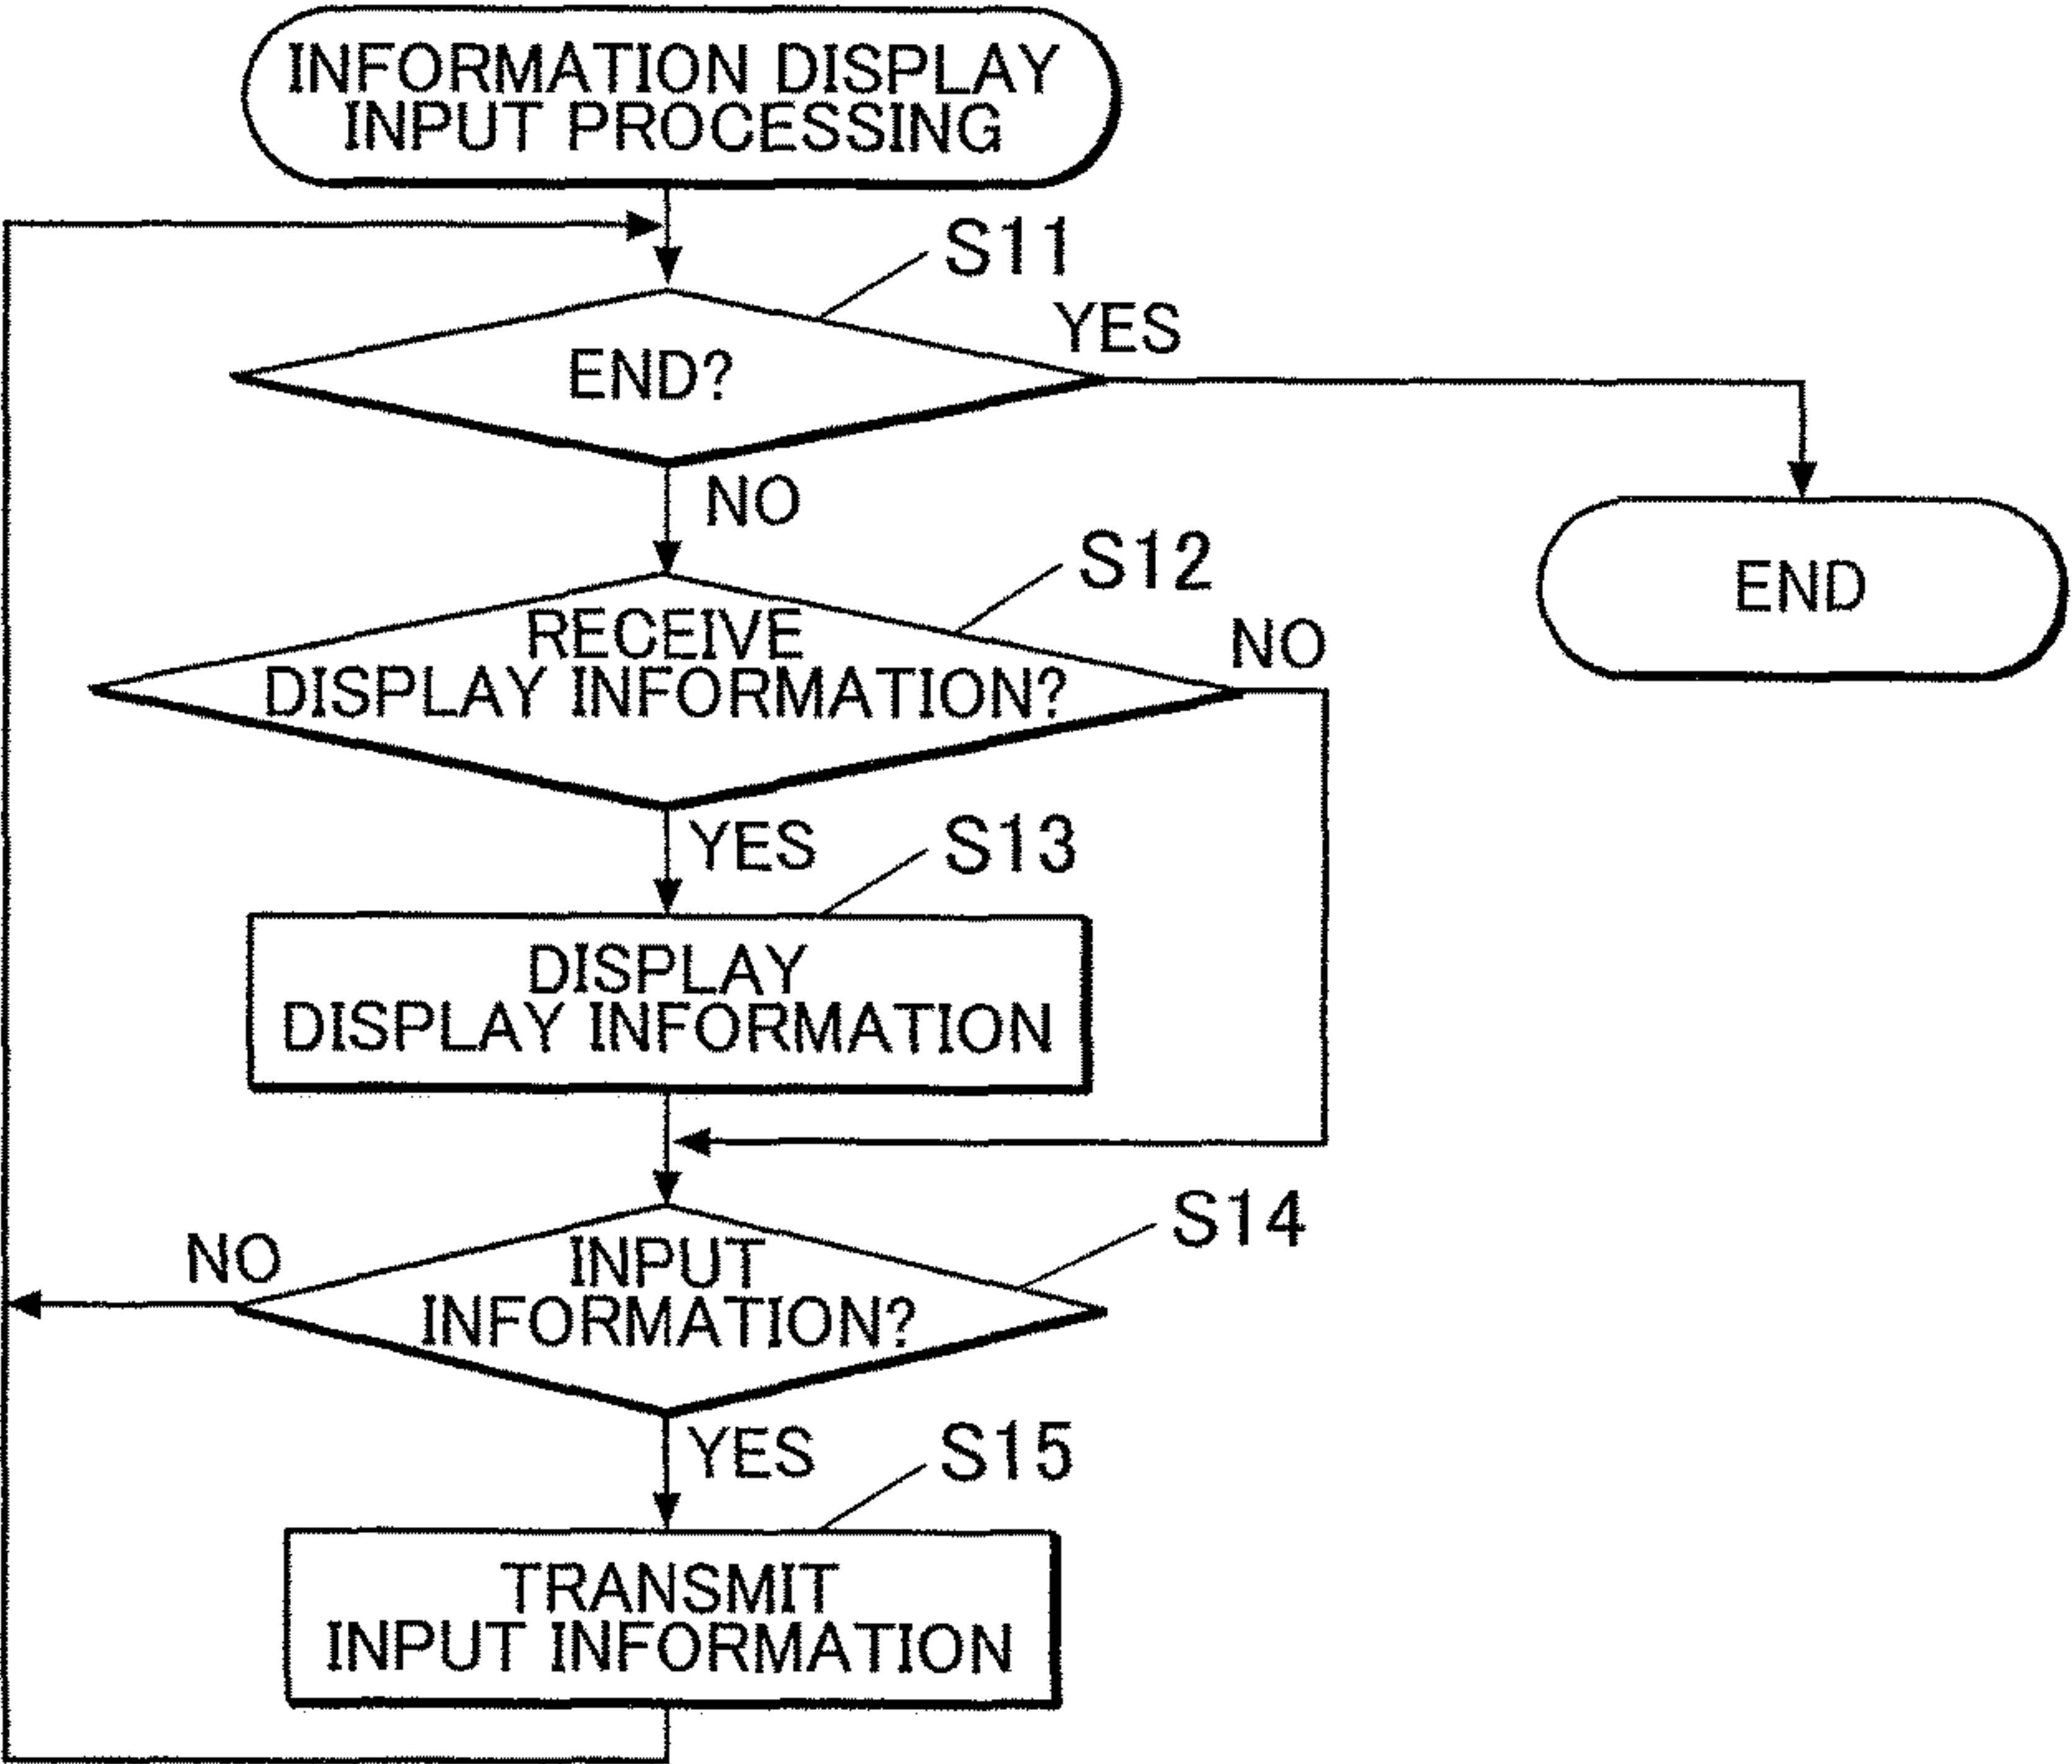 INFORMATION DISPLAY
INPUT PROCESSING
S11
END?
YES
NO
END
S12
RECEIVE
DISPLAY INFORMATION?
NO
YES
S13
DISPLAY
DISPLAY INFORMATION
S14
INPUT
INFORMATION?
NO
YES
S15
TRANSMIT
INPUT INFORMATION